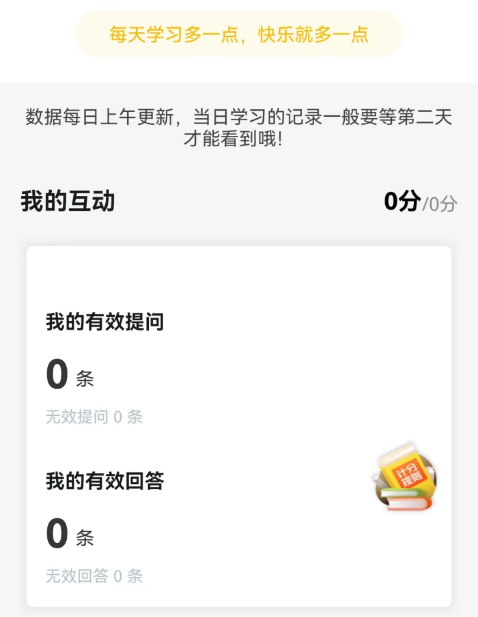 每天学习多一点，快乐就多一点
数据每日上午更新，当日学习的记录一般要等第二天
才能看到哦！
我的互动
0分/0分
我的有效提问
0 条
无效提问 0 条
计分
规则
我的有效回答
0 条
无效回答 0 条